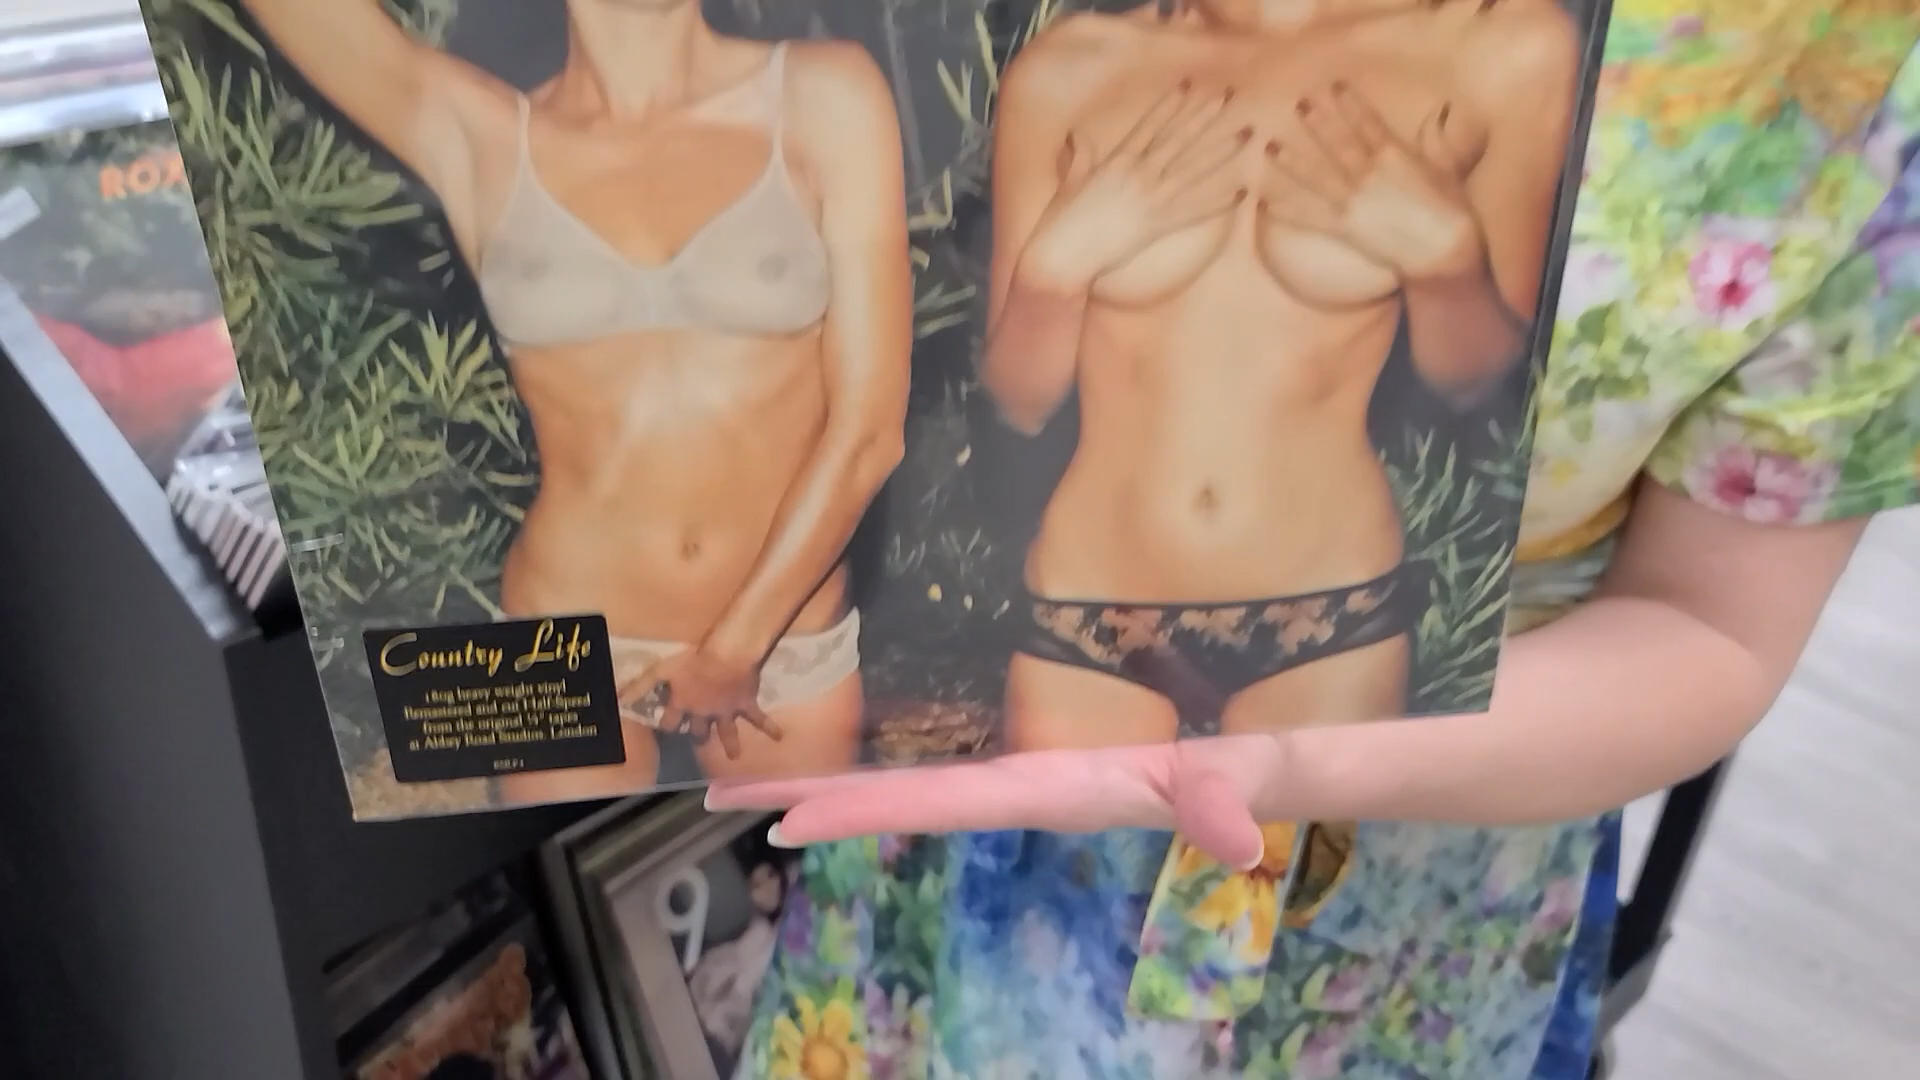 ROX
Country Life
180g heavy weight vinyl
Remastered and cut Half-Speed
from the original ½" tapes
at Abbey Road Studios, London
9